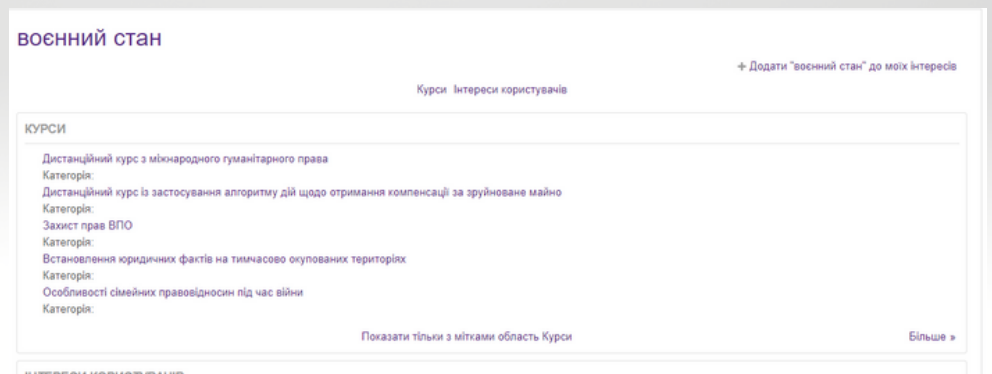 воєнний стан
+ Додати "воєнний стан" до моїх інтересів
Курси Інтереси користувачів
КУРСИ
Дистанційний курс з міжнародного гуманітарного права
Категорія:
Дистанційний курс із застосування алгоритму дій щодо отримання компенсації за зруйноване майно
Категорія:
Захист прав ВПО
Категорія:
Встановлення юридичних фактів на тимчасово окупованих територіях
Категорія:
Особливості сімейних правовідносин під час війни
Категорія:
Показати тільки з мітками область Курси
Більше »
ІНТЕРЕСИ КОРИСТУВАЧІВ